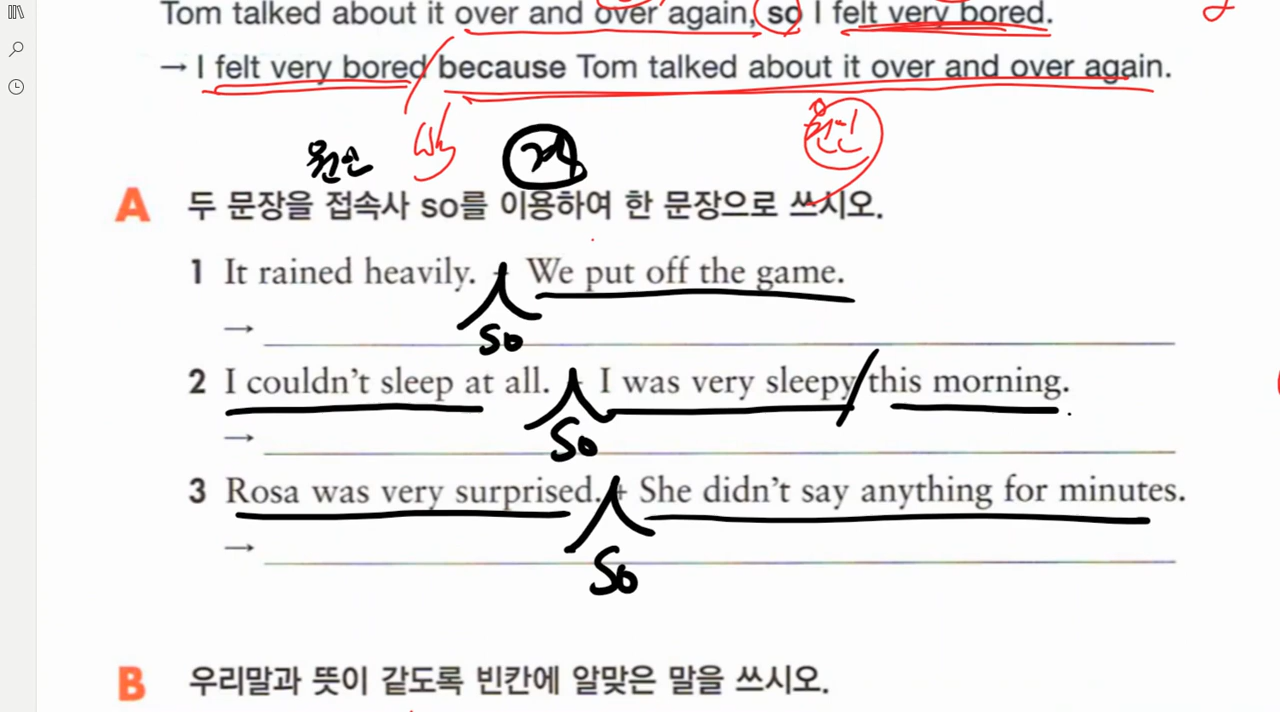 Tom talked about it over and over again, so I felt very bored.
→ I felt very bored because Tom talked about it over and over again.
원인 why 원인
A 두 문장을 접속사 so를 이용하여 한 문장으로 쓰시오.
1 It rained heavily. + We put off the game.
so
→
2 I couldn't sleep at all. + I was very sleepy this morning.
so
→
3 Rosa was very surprised. + She didn't say anything for minutes.
→
so
B 우리말과 뜻이 같도록 빈칸에 알맞은 말을 쓰시오.